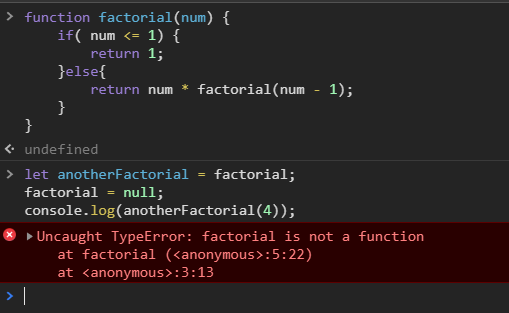 function factorial(num) {
if( num <= 1) {
return 1;
}else{
return num * factorial(num - 1);
}
}
undefined
let anotherFactorial = factorial;
factorial = null;
console.log(anotherFactorial(4));
Uncaught TypeError: factorial is not a function
at factorial (<anonymous>:5:22)
at <anonymous>:3:13